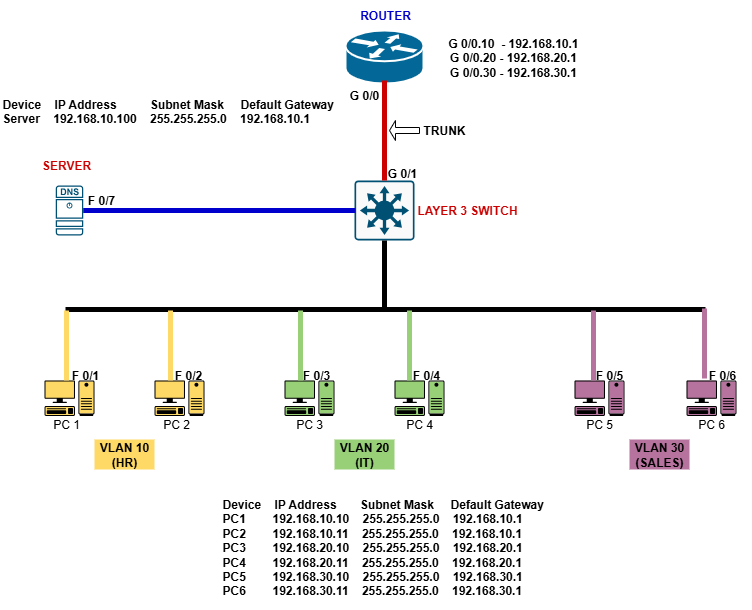 ROUTER
G 0/0.10 - 192.168.10.1
G 0/0.20 - 192.168.20.1
G 0/0.30 - 192.168.30.1
G 0/0
Device IP Address Subnet Mask Default Gateway
Server 192.168.10.100 255.255.255.0 192.168.10.1
TRUNK
SERVER
G 0/1
DNS
F 0/7
LAYER 3 SWITCH
F 0/1 F 0/2 F 0/3 F 0/4 F 0/5 F 0/6
PC 1 PC 2 PC 3 PC 4 PC 5 PC 6
VLAN 10
(HR)
VLAN 20
(IT)
VLAN 30
(SALES)
Device IP Address Subnet Mask Default Gateway
PC1 192.168.10.10 255.255.255.0 192.168.10.1
PC2 192.168.10.11 255.255.255.0 192.168.10.1
PC3 192.168.20.10 255.255.255.0 192.168.20.1
PC4 192.168.20.11 255.255.255.0 192.168.20.1
PC5 192.168.30.10 255.255.255.0 192.168.30.1
PC6 192.168.30.11 255.255.255.0 192.168.30.1